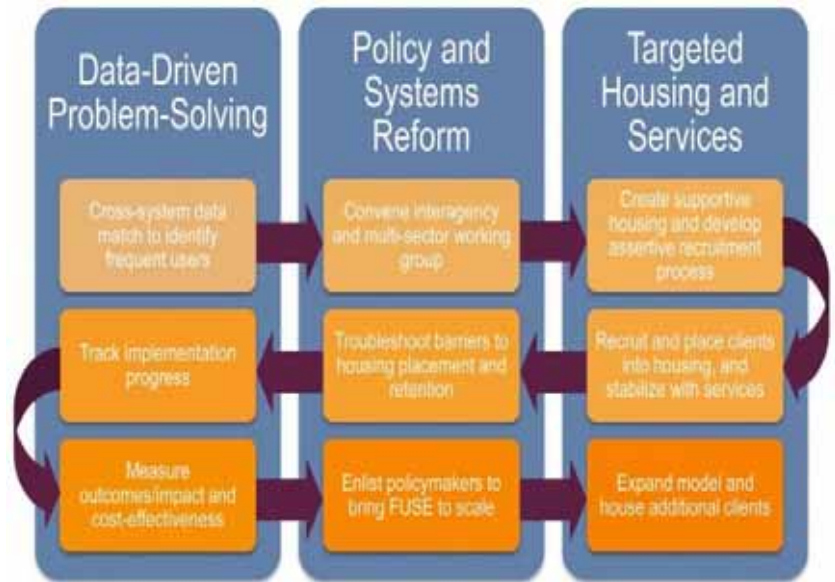 Data-Driven
Problem-Solving
Cross-system data
match to identify
frequent users
Track implementation
progress
Measure
outcomes/impact and
cost-effectiveness
Policy and
Systems
Reform
Convene interagency
and multi-sector working
group
Troubleshoot barriers to
housing placement and
retention
Enlist policymakers to
bring FUSE to scale
Targeted
Housing and
Services
Create supportive
housing and develop
assertive recruitment
process
Recruit and place clients
into housing, and
stabilize with services
Expand model and
house additional clients